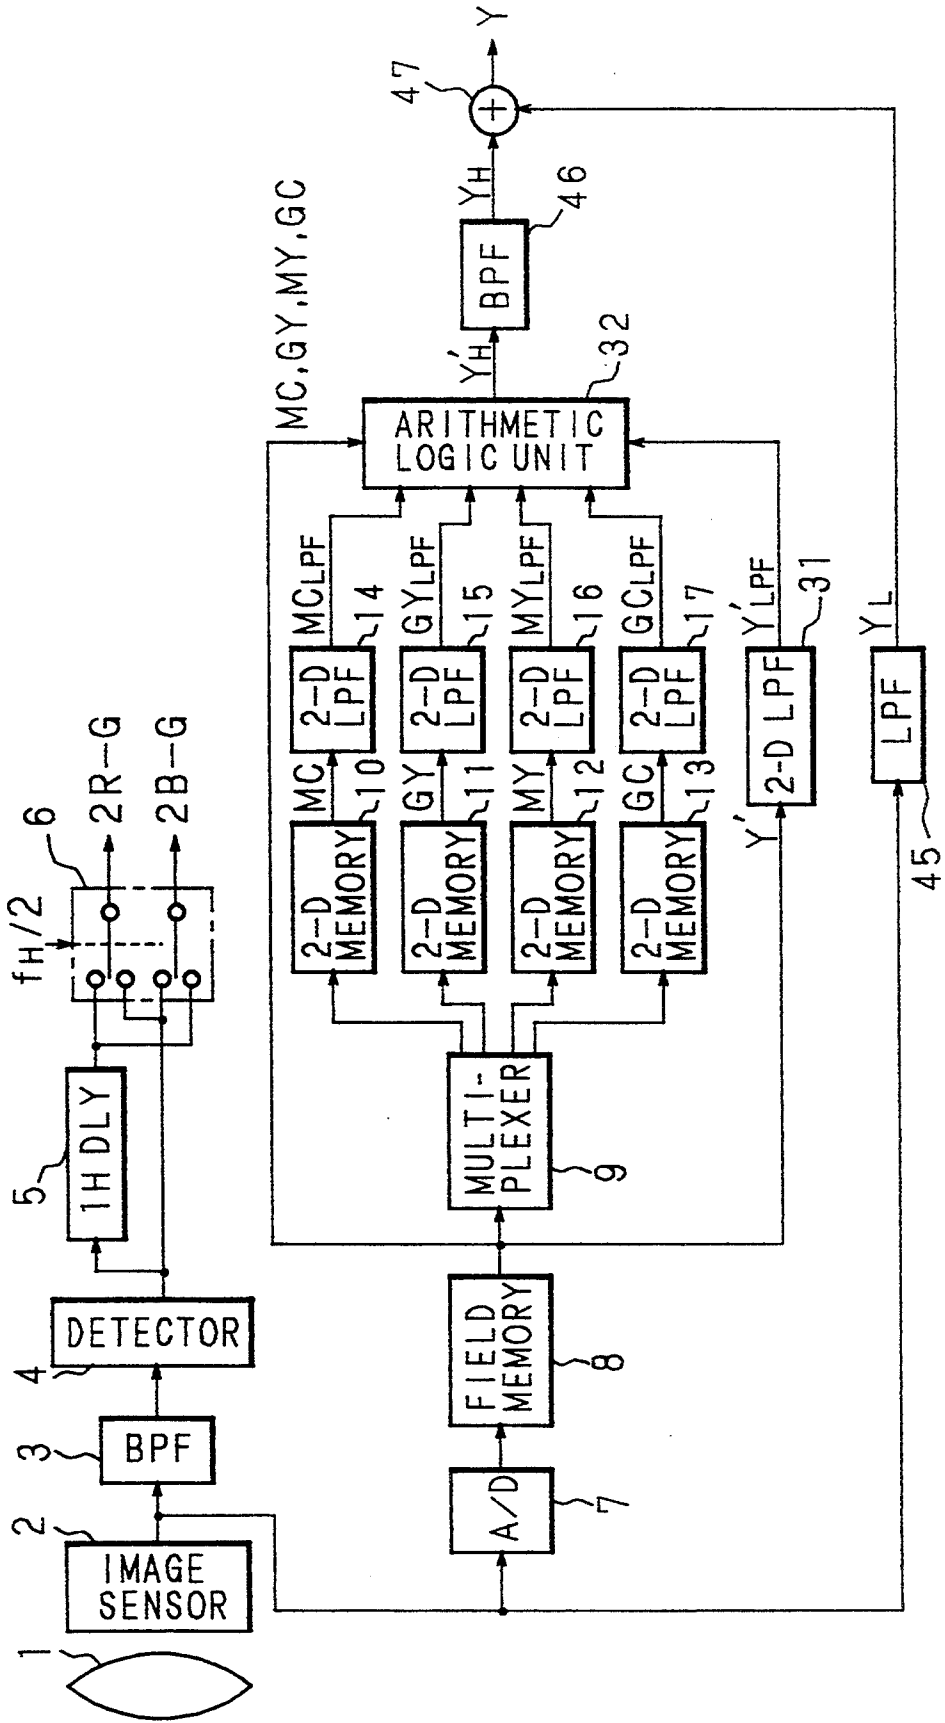 1
2
IMAGE
SENSOR
3
BPF
4
DETECTOR
5
1H DLY
6
fH/2
2R-G
2B-G
A/D
7
FIELD
MEMORY
8
MULTI-
PLEXER
9
2-D
MEMORY
MC
10
2-D
LPF
MCLPF
14
2-D
MEMORY
GY
11
2-D
LPF
GYLPF
15
2-D
MEMORY
MY
12
2-D
LPF
MYLPF
16
2-D
MEMORY
GC
13
2-D
LPF
GCLPF
17
Y'
2-D LPF
Y'LPF
31
MC,GY,MY,GC
ARITHMETIC
LOGIC UNIT
32
Y'H
BPF
46
YH
47
+
Y
LPF
45
YL